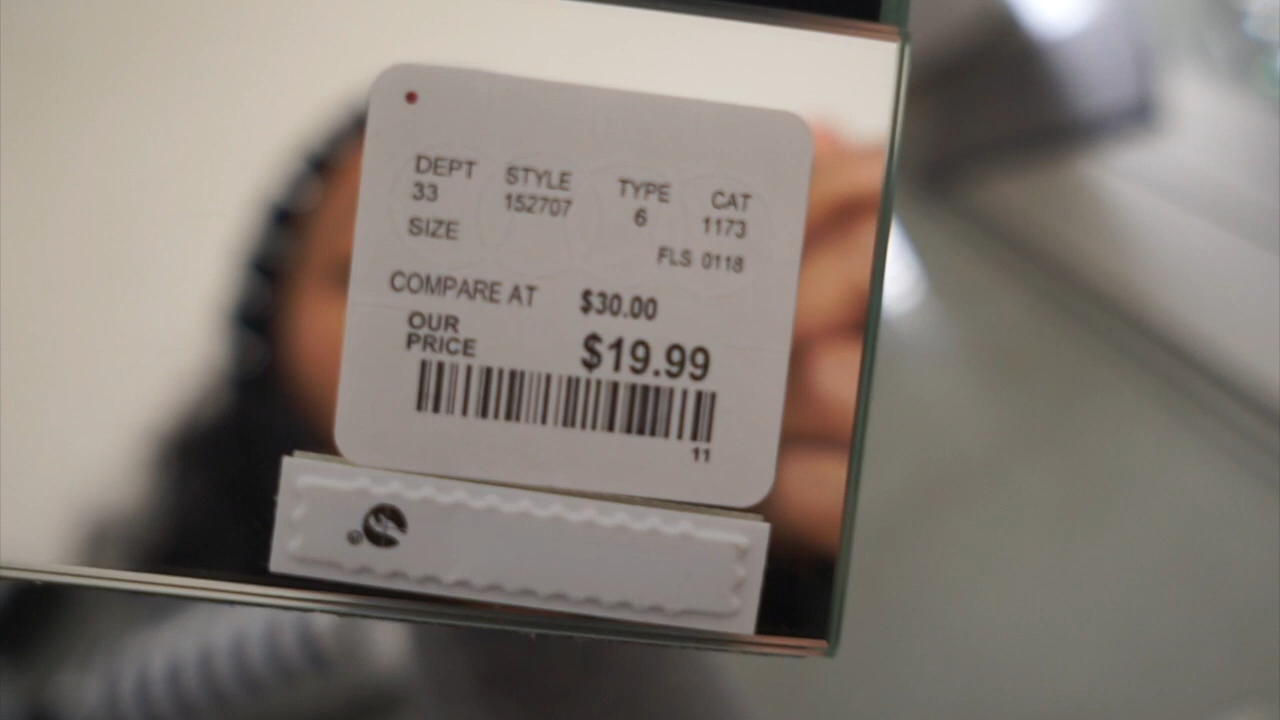 DEPT STYLE TYPE CAT
33 152707 6 1173
SIZE
FLS 0118
COMPARE AT $30.00
OUR
PRICE $19.99
11
®